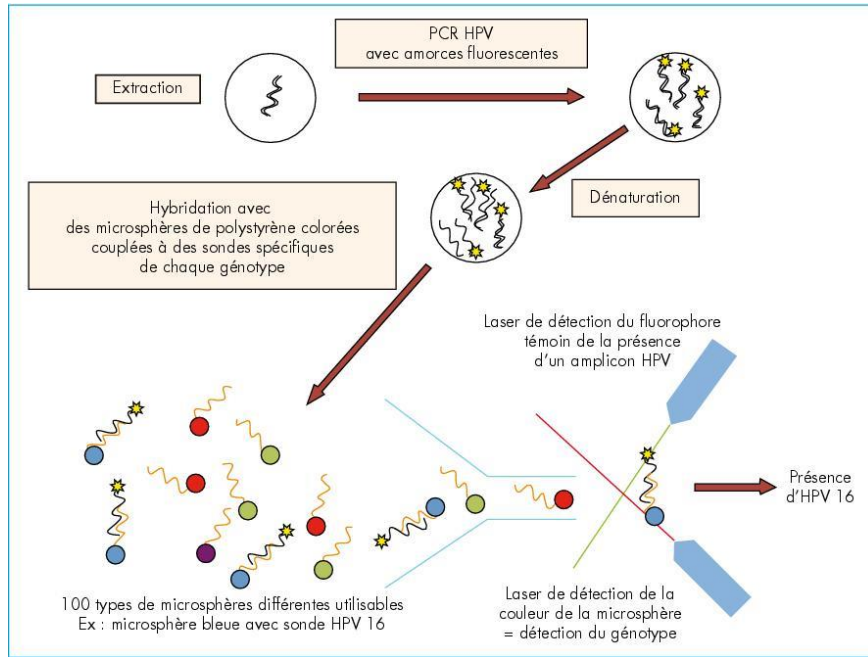 PCR HPV
avec amorces fluorescentes
Extraction
Dénaturation
Hybridation avec
des microsphères de polystyrène colorées
couplées à des sondes spécifiques
de chaque génotype
Laser de détection du fluorophore
témoin de la présence
d'un amplicon HPV
Présence
d'HPV 16
100 types de microsphères différentes utilisables
Ex : microsphère bleue avec sonde HPV 16
Laser de détection de la
couleur de la microsphère
= détection du génotype